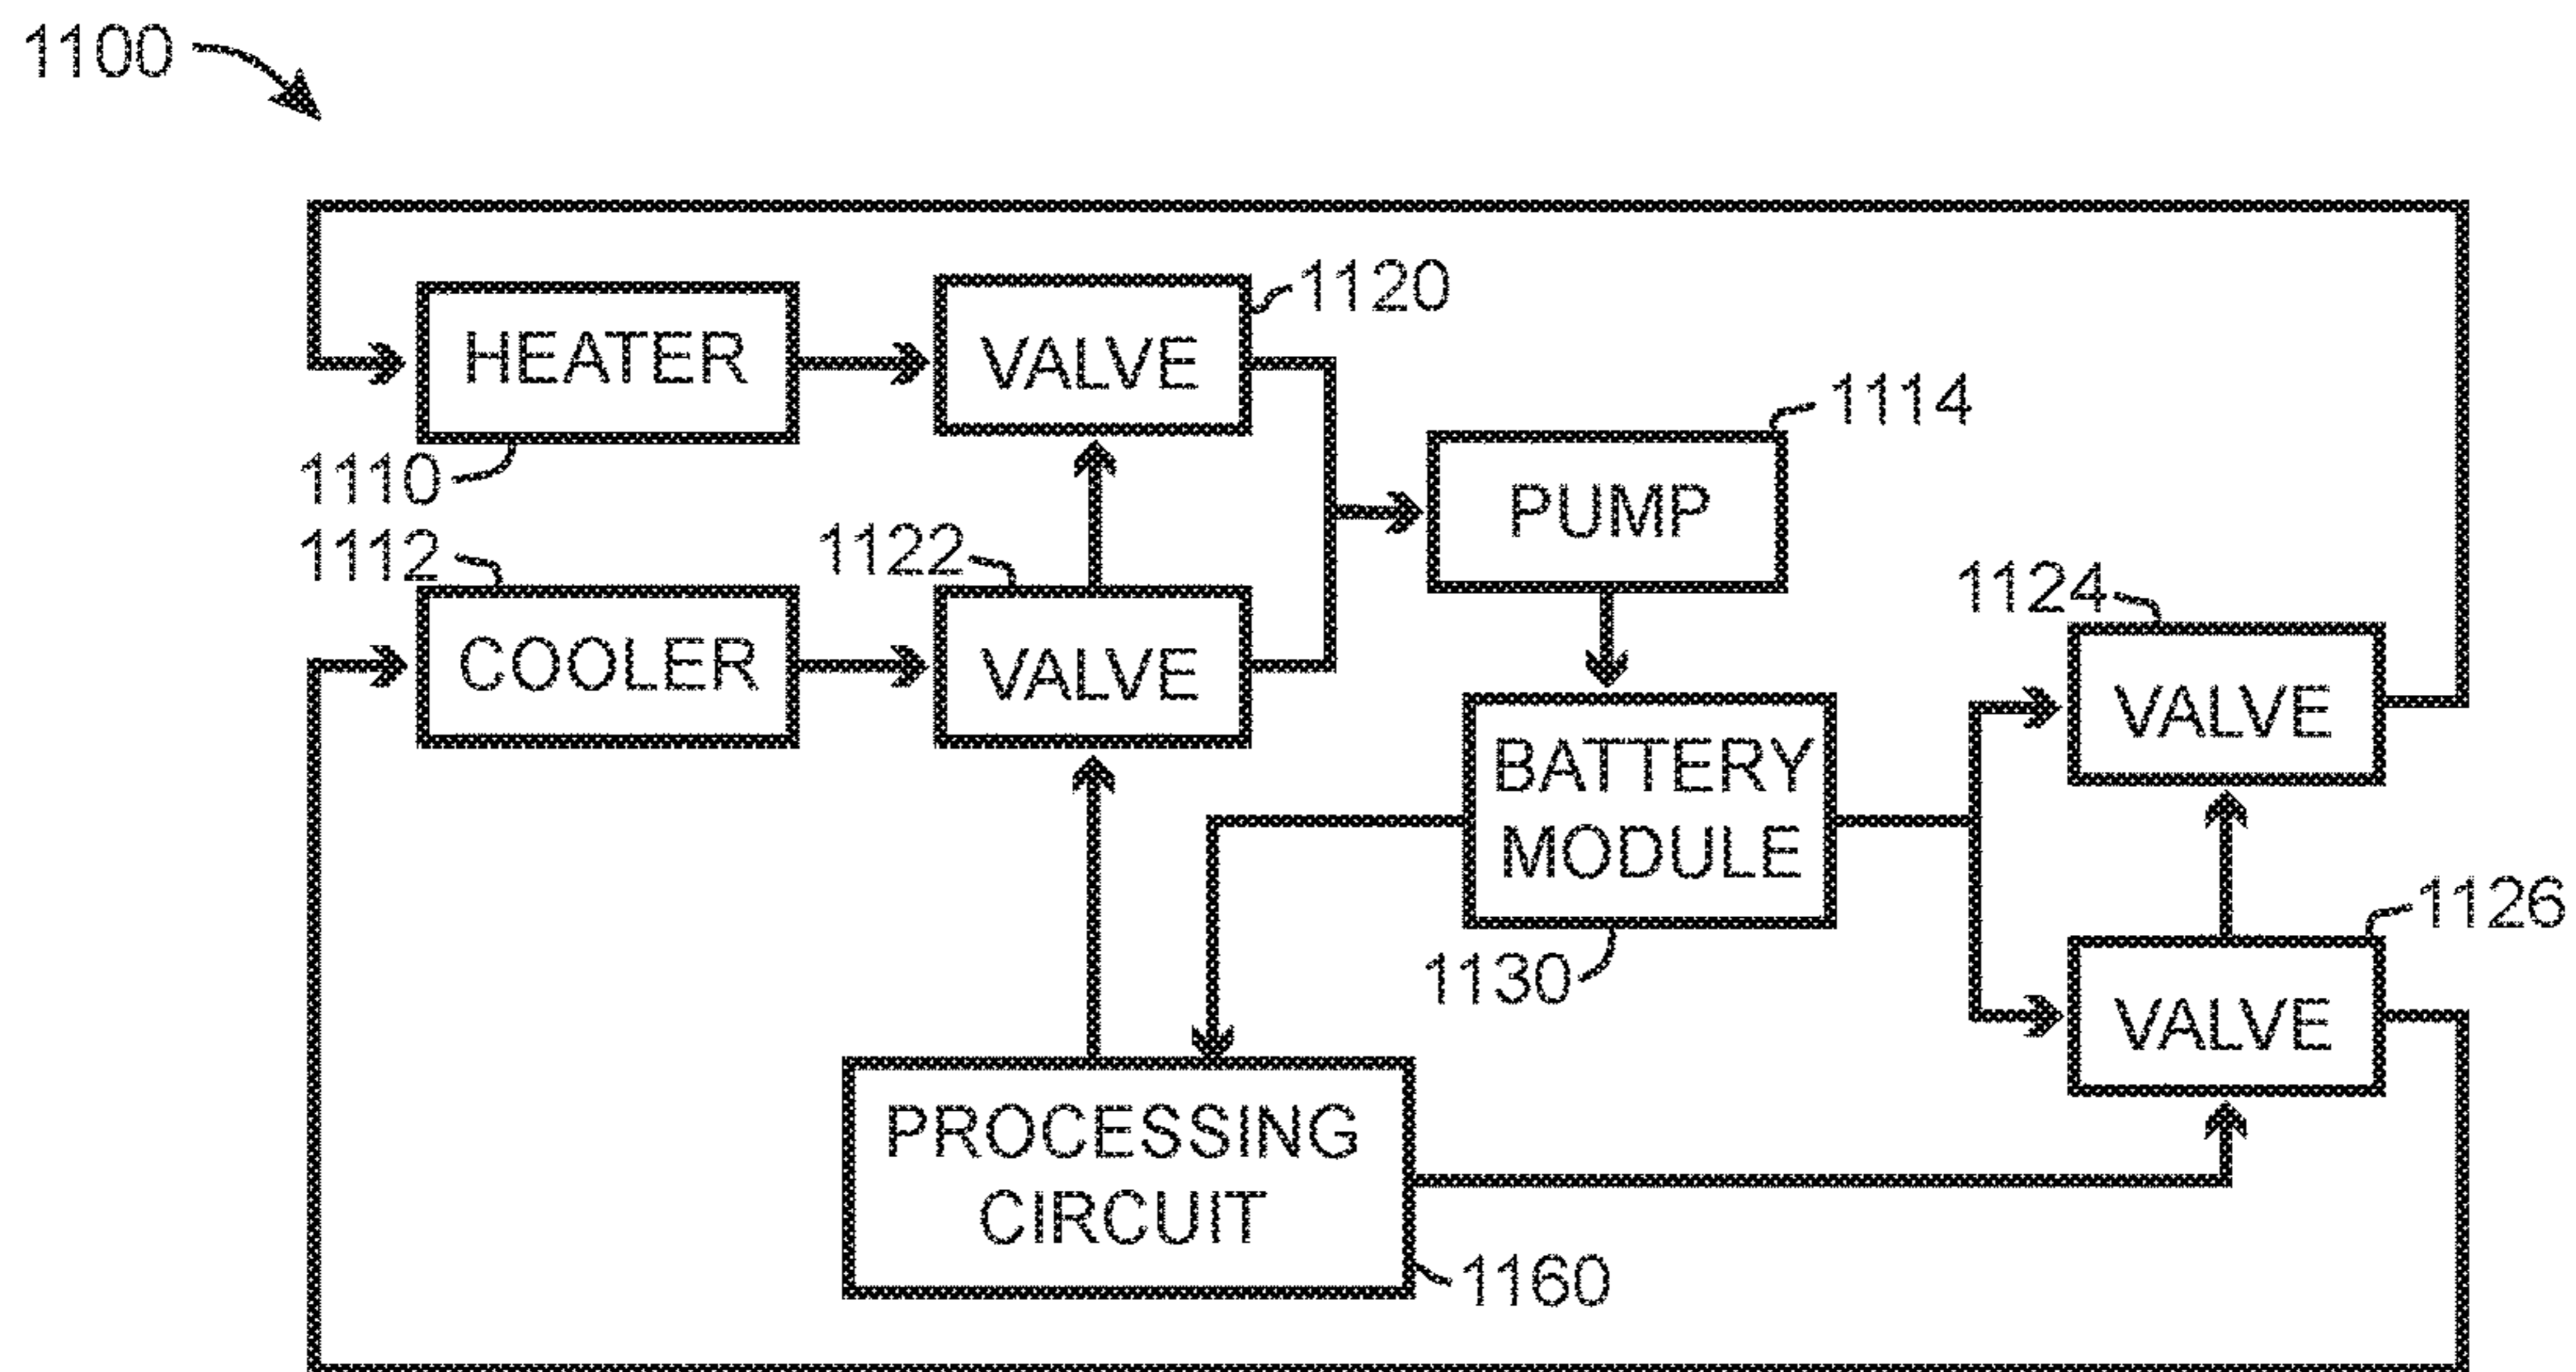 1100
HEATER
1110
VALVE
1120
PUMP
1114
COOLER
1112
VALVE
1122
BATTERY
MODULE
1130
VALVE
1124
VALVE
1126
PROCESSING
CIRCUIT
1160